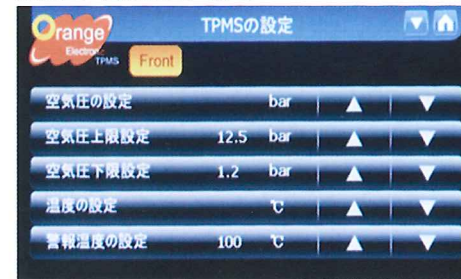 Orange
TPMSの設定
Electron.
TPMS
Front
空気圧の設定 bar ▲ ▼
空気圧上限設定 12.5 bar ▲ ▼
空気圧下限設定 1.2 bar ▲ ▼
温度の設定 ℃ ▲ ▼
警報温度の設定 100 ℃ ▲ ▼